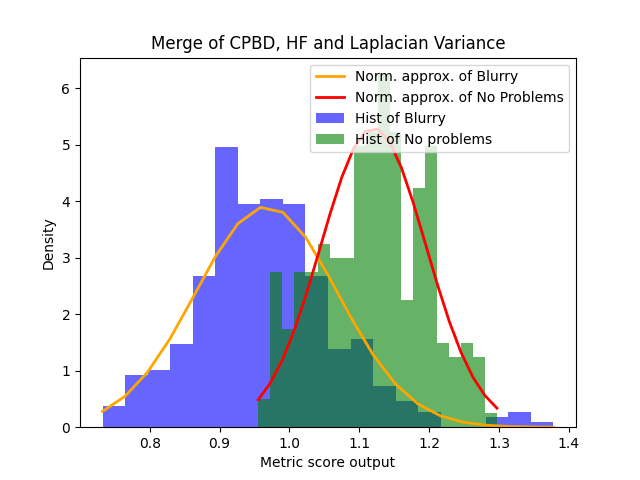 Merge of CPBD, HF and Laplacian Variance
Norm. approx. of Blurry
Norm. approx. of No Problems
Hist of Blurry
Hist of No problems
Density
6
5
4
3
2
1
0
0.8 0.9 1.0 1.1 1.2 1.3 1.4
Metric score output